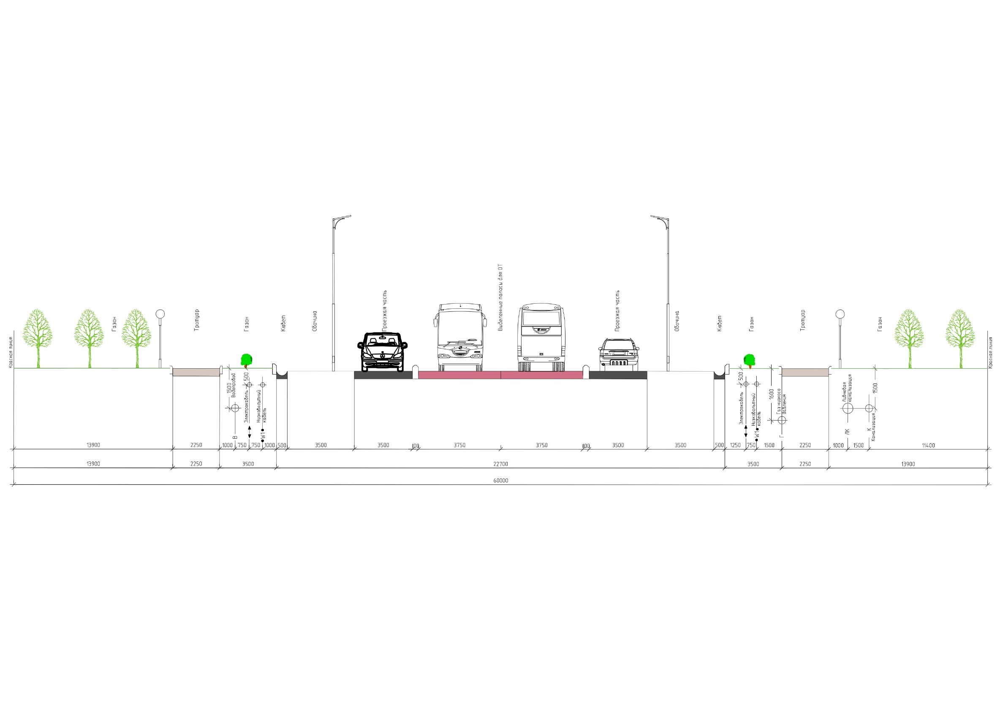 Выделенные полосы для ОТ
Проезжая часть
Проезжая часть
Газон
Тротуар
Газон
Кювет
Обочина
Обочина
Кювет
Газон
Тротуар
Газон
Красная линия
Красная линия
1500
Водопровод
500
Электрокабель
Низковольтный
кабель
В
W1
500
Электрокабель
Низковольтный
кабель
W1
1600
Газ низкого
давления
Г
Ливневая
канализация
ЛК
1500
К
Канализация
13900 2250 1000 750 750 1000 500 3500 3500 3750 3750 3500 3500 500 1250 750 1500 2250 1000 1500 11400
13900 2250 3500 22700 3500 2250 13900
60000